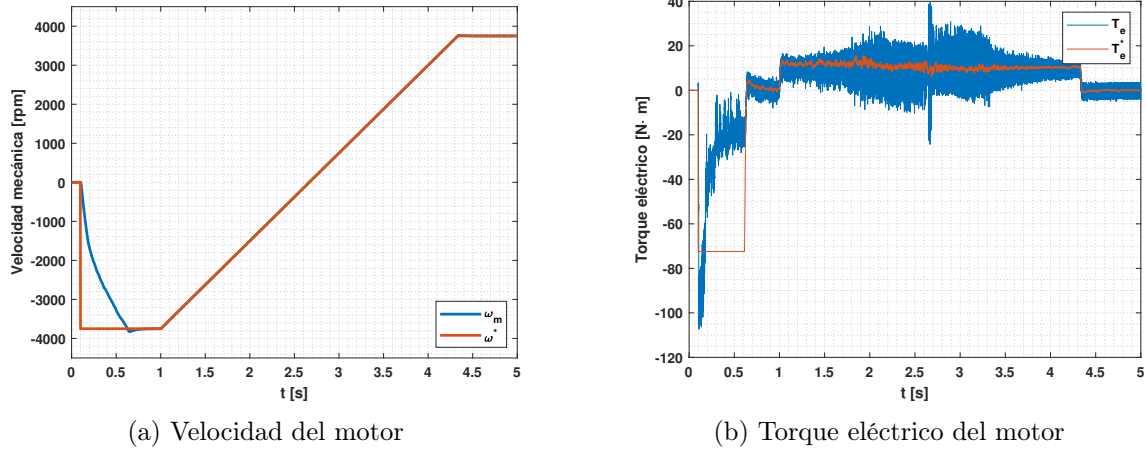 4000
3000
2000
1000
0
-1000
-2000
-3000
-4000
Velocidad mecánica [rpm]
ω_m
ω*
0 0.5 1 1.5 2 2.5 3 3.5 4 4.5 5
t [s]
(a) Velocidad del motor
40
20
0
-20
-40
-60
-80
-100
-120
Torque eléctrico [N· m]
T_e
T_e^*
0 0.5 1 1.5 2 2.5 3 3.5 4 4.5 5
t [s]
(b) Torque eléctrico del motor